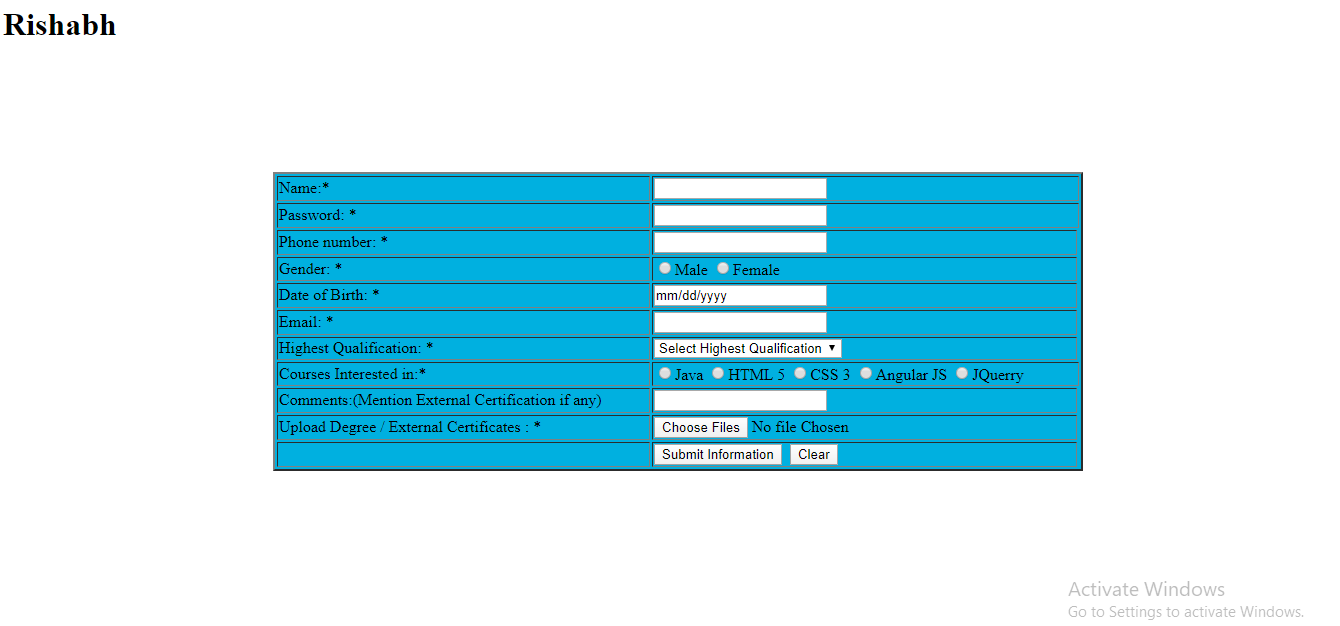 Rishabh
Name:*
Password: *
Phone number: *
Gender: * Male Female
Date of Birth: * mm/dd/yyyy
Email: *
Highest Qualification: * Select Highest Qualification
Courses Interested in:* Java HTML 5 CSS 3 Angular JS JQuerry
Comments:(Mention External Certification if any)
Upload Degree / External Certificates : * Choose Files No file Chosen
Submit Information Clear
Activate Windows
Go to Settings to activate Windows.